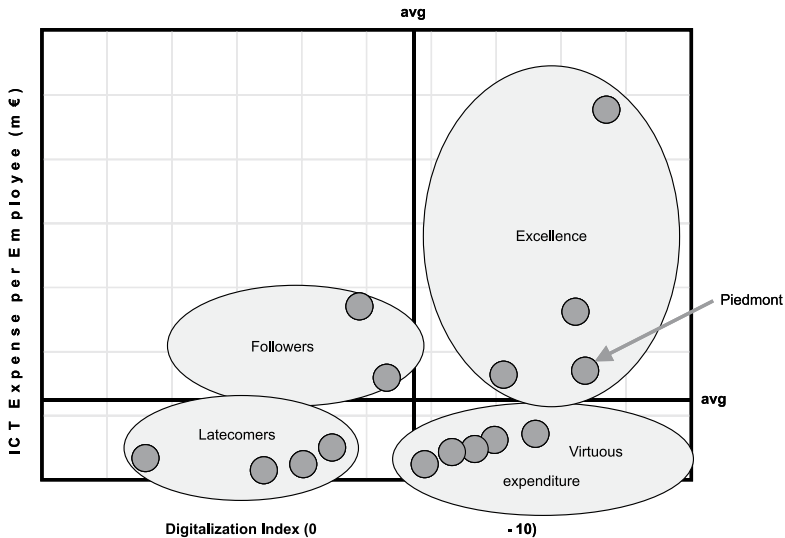 avg
ICT Expense per Employee (m €)
Excellence
Piedmont
Followers
avg
Latecomers
Virtuous
expenditure
Digitalization Index (0 - 10)